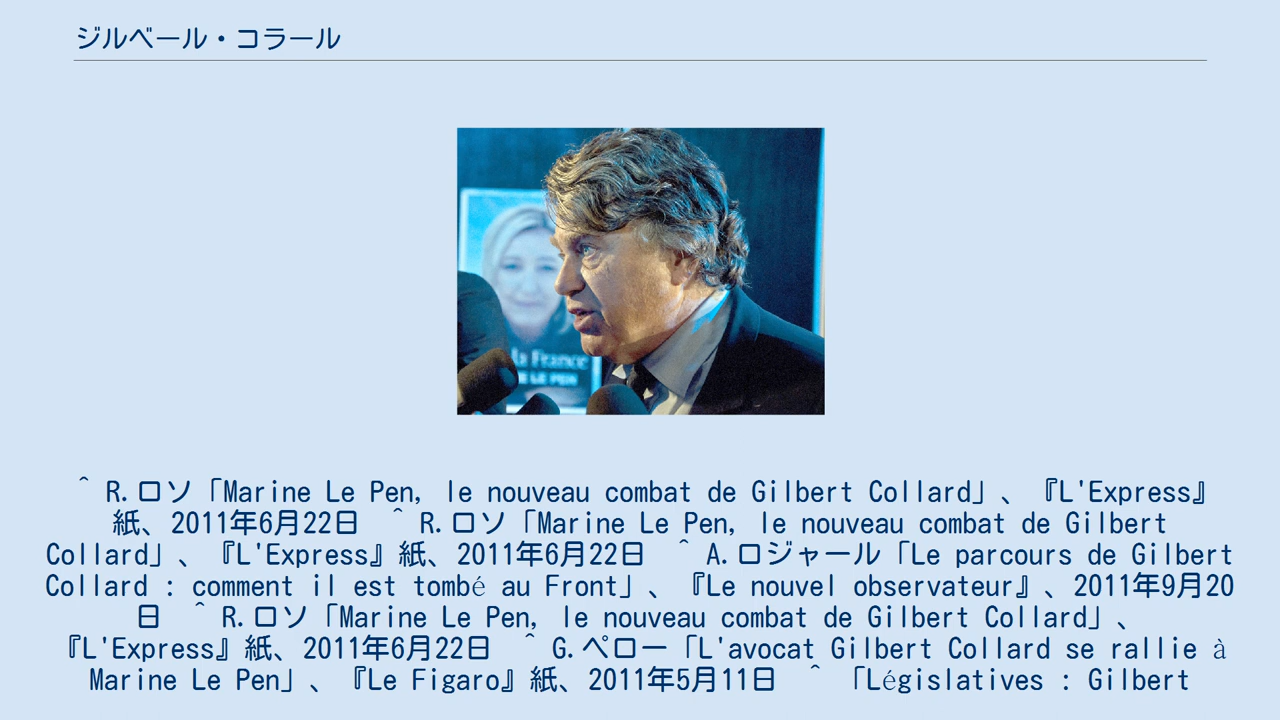 ジルベール・コラール
la France
LE PEN
^ R.ロソ「Marine Le Pen, le nouveau combat de Gilbert Collard」、『L'Express』
紙、2011年6月22日　^ R.ロソ「Marine Le Pen, le nouveau combat de Gilbert
Collard」、『L'Express』紙、2011年6月22日　^ A.ロジャール「Le parcours de Gilbert
Collard : comment il est tombé au Front」、『Le nouvel observateur』、2011年9月20
日　^ R.ロソ「Marine Le Pen, le nouveau combat de Gilbert Collard」、
『L'Express』紙、2011年6月22日　^ G.ペロー「L'avocat Gilbert Collard se rallie à
Marine Le Pen」、『Le Figaro』紙、2011年5月11日　^ 「Législatives : Gilbert